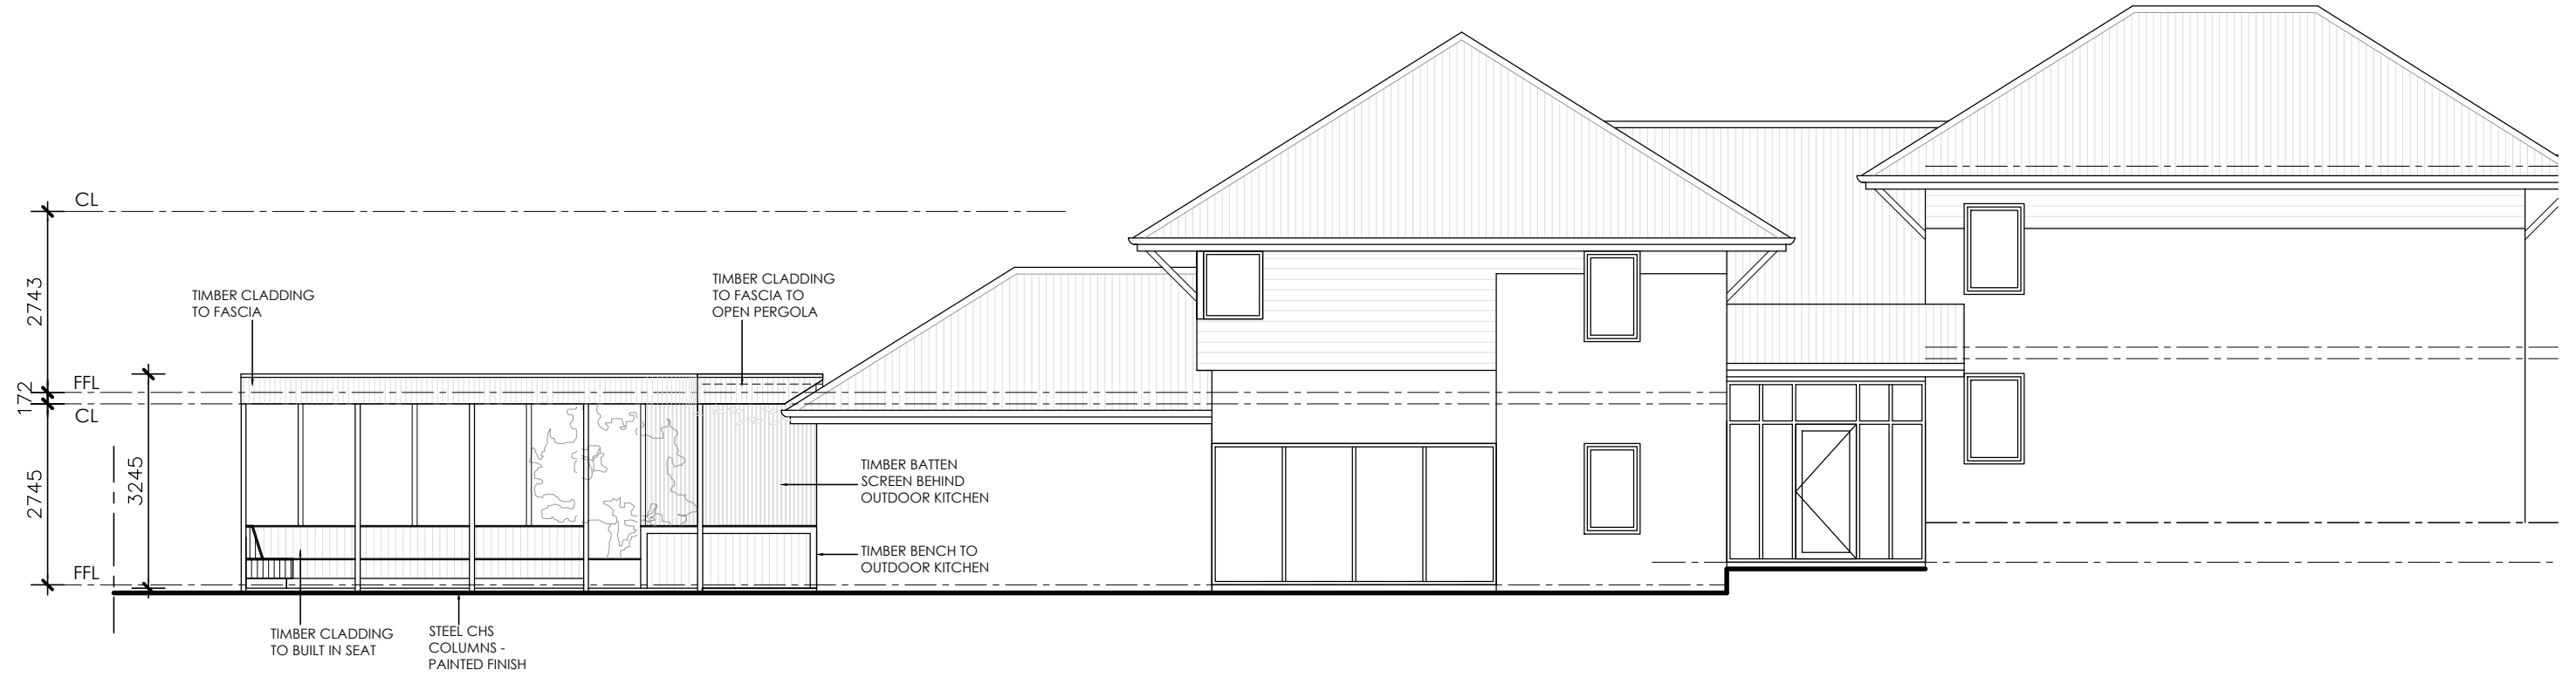 CL
2743
TIMBER CLADDING
TO FASCIA
TIMBER CLADDING
TO FASCIA TO
OPEN PERGOLA
FFL
172
CL
2745
3245
TIMBER BATTEN
SCREEN BEHIND
OUTDOOR KITCHEN
TIMBER BENCH TO
OUTDOOR KITCHEN
FFL
TIMBER CLADDING
TO BUILT IN SEAT
STEEL CHS
COLUMNS -
PAINTED FINISH